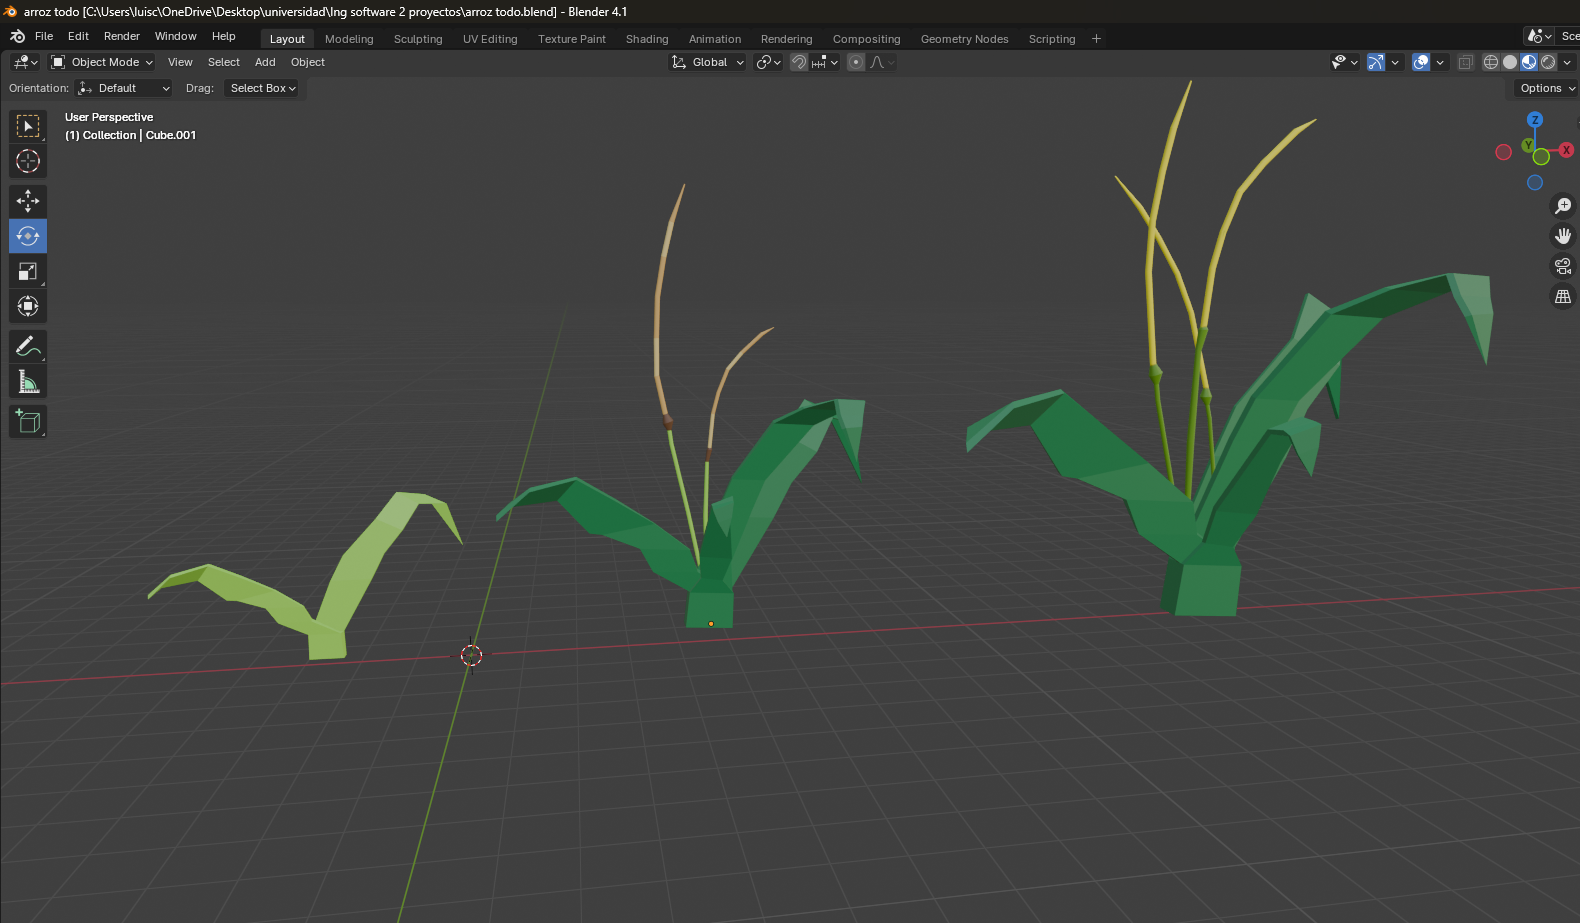 arroz todo [C:\Users\luisc\OneDrive\Desktop\universidad\Ing software 2 proyectos\arroz todo.blend] - Blender 4.1
File Edit Render Window Help Layout Modeling Sculpting UV Editing Texture Paint Shading Animation Rendering Compositing Geometry Nodes Scripting + Sce
Object Mode View Select Add Object Global
Orientation: Default Drag: Select Box Options
User Perspective
(1) Collection | Cube.001
Z
Y
X